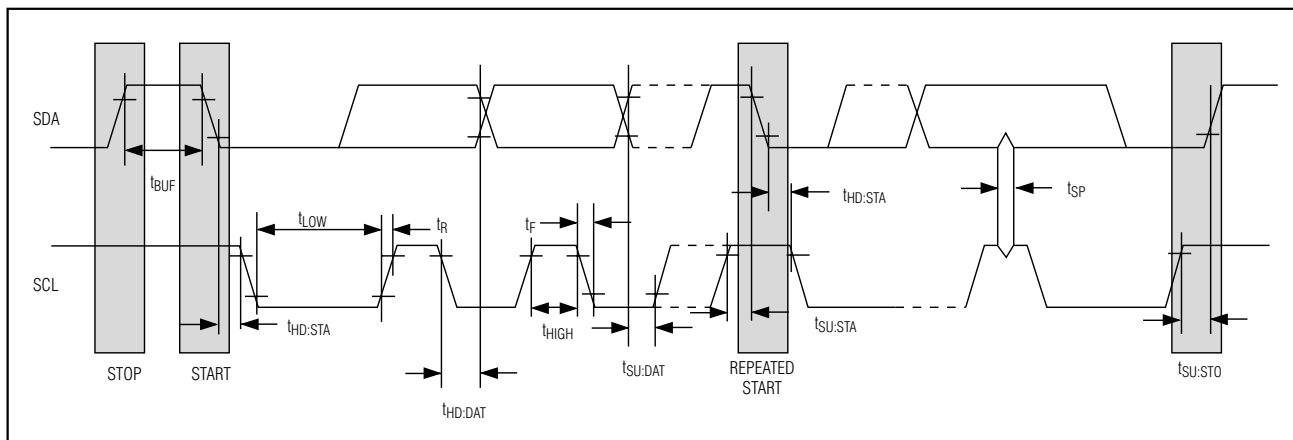 SDA
tBUF
tLOW
tR
tF
tHD:STA
tSP
SCL
tHD:STA
tHIGH
tSU:STA
tSU:DAT
STOP
START
REPEATED
START
tSU:STO
tHD:DAT